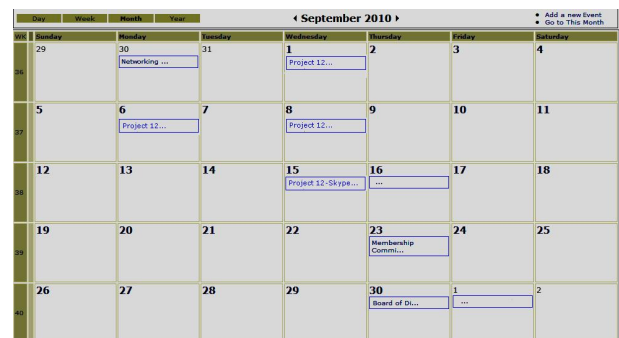 Day Week Month Year
September 2010
Add a new Event
Go to This Month
WK Sunday Monday Tuesday Wednesday Thursday Friday Saturday
36 29 30 31 1 2 3 4
Networking ... Project 12...
37 5 6 7 8 9 10 11
Project 12... Project 12...
38 12 13 14 15 16 17 18
Project 12-Skype... ...
39 19 20 21 22 23 24 25
Membership
Commi...
40 26 27 28 29 30 1 2
Board of Di... ...